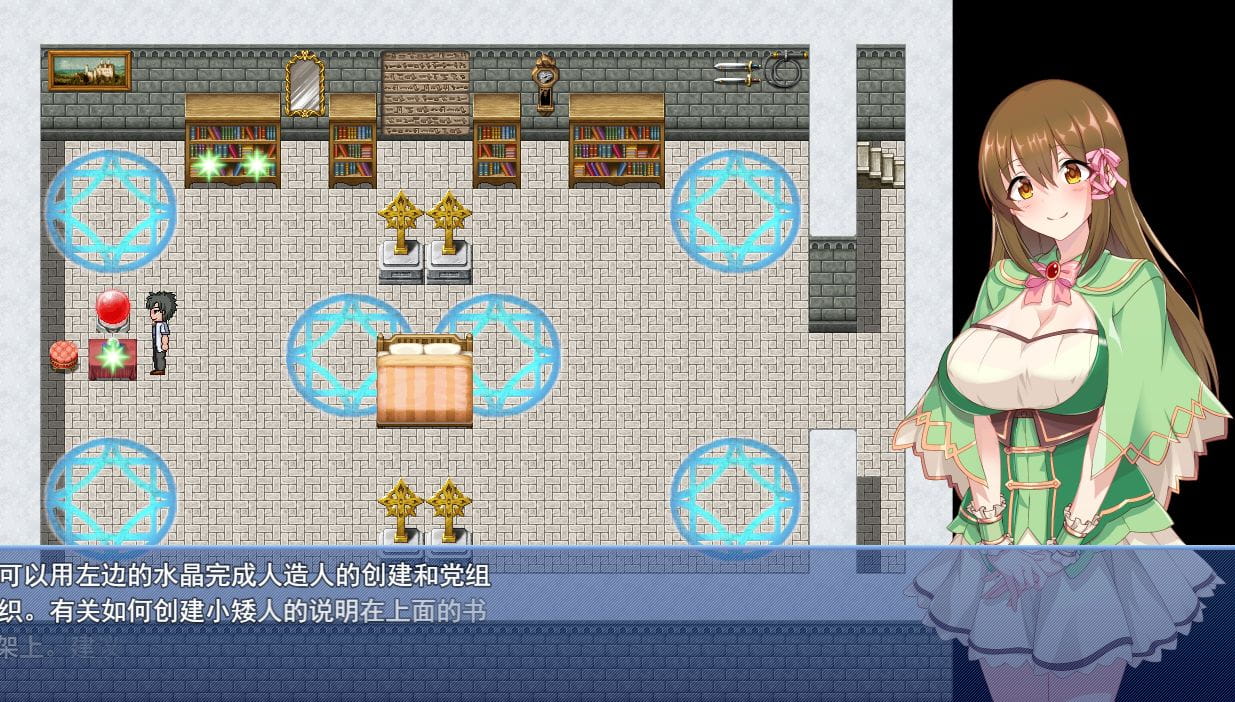 可以用左边的水晶完成人造人的创建和党组
织。有关如何创建小矮人的说明在上面的书
架上。建议